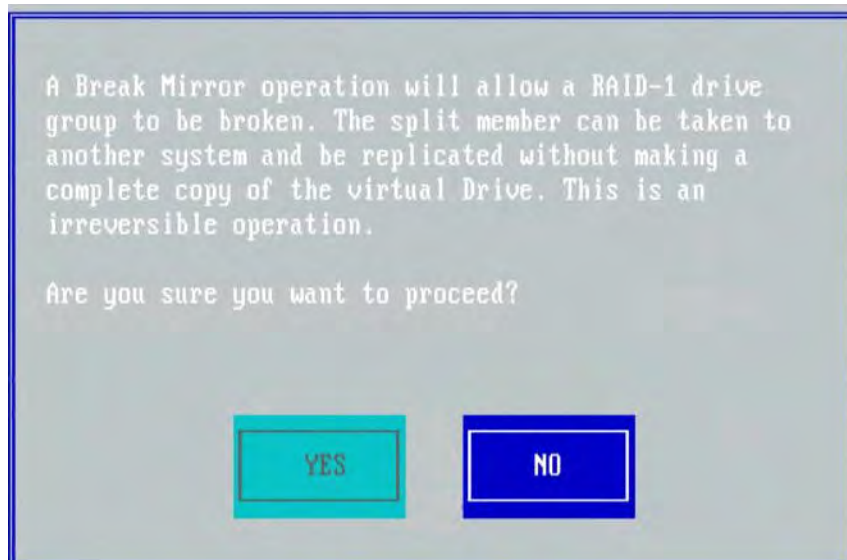 A Break Mirror operation will allow a RAID-1 drive
group to be broken. The split member can be taken to
another system and be replicated without making a
complete copy of the virtual Drive. This is an
irreversible operation.
Are you sure you want to proceed?
YES
NO